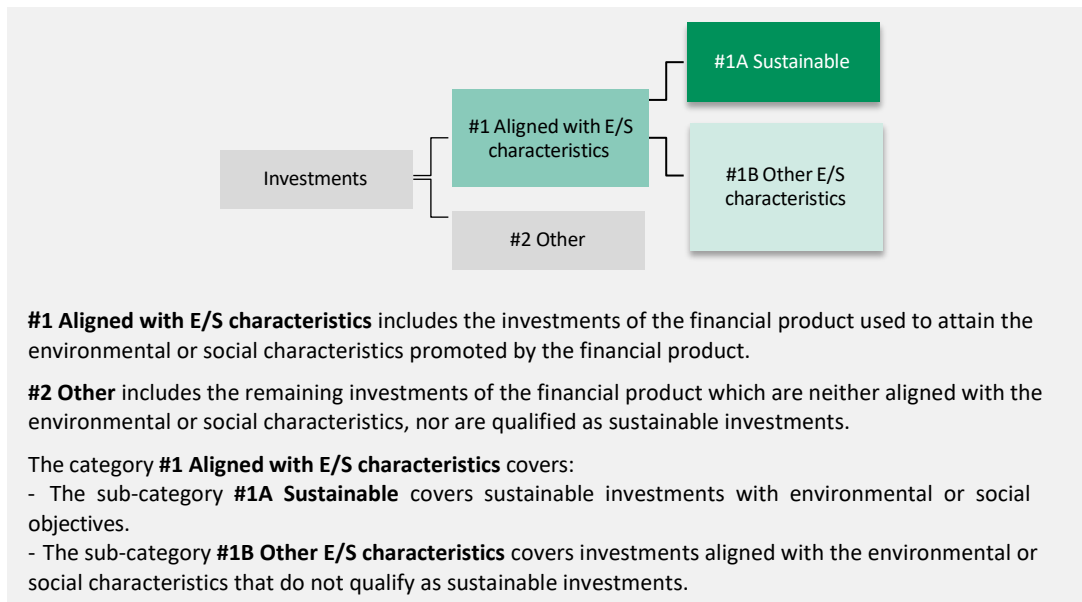 #1A Sustainable
#1 Aligned with E/S
characteristics
Investments
#1B Other E/S
characteristics
#2 Other
#1 Aligned with E/S characteristics includes the investments of the financial product used to attain the
environmental or social characteristics promoted by the financial product.
#2 Other includes the remaining investments of the financial product which are neither aligned with the
environmental or social characteristics, nor are qualified as sustainable investments.
The category #1 Aligned with E/S characteristics covers:
- The sub-category #1A Sustainable covers sustainable investments with environmental or social
objectives.
- The sub-category #1B Other E/S characteristics covers investments aligned with the environmental or
social characteristics that do not qualify as sustainable investments.